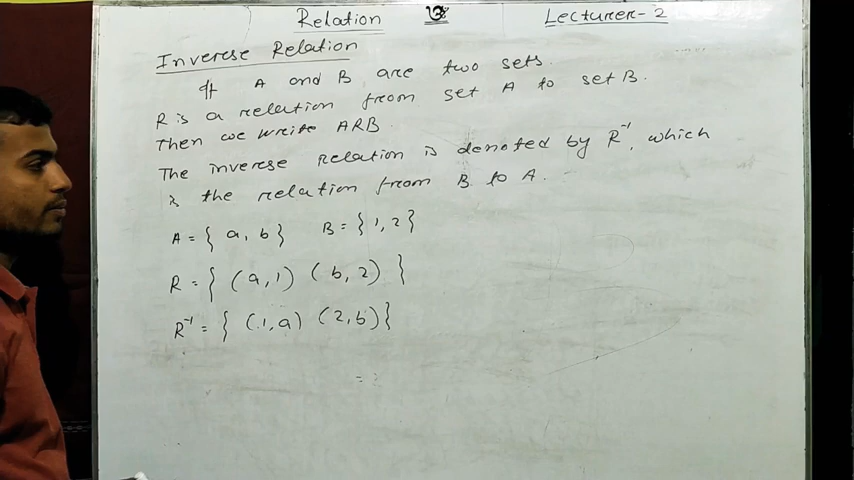 Relation ওঁ Lecturer-2
Inverse Relation
If A and B are two sets.
R is a relation from set A to set B.
Then we write ARB.
The inverse relation is denoted by R⁻¹, which
is the relation from B to A.
A = { a, b } B = { 1, 2 }
R = { (a, 1) (b, 2) }
R⁻¹ = { (1, a) (2, b) }